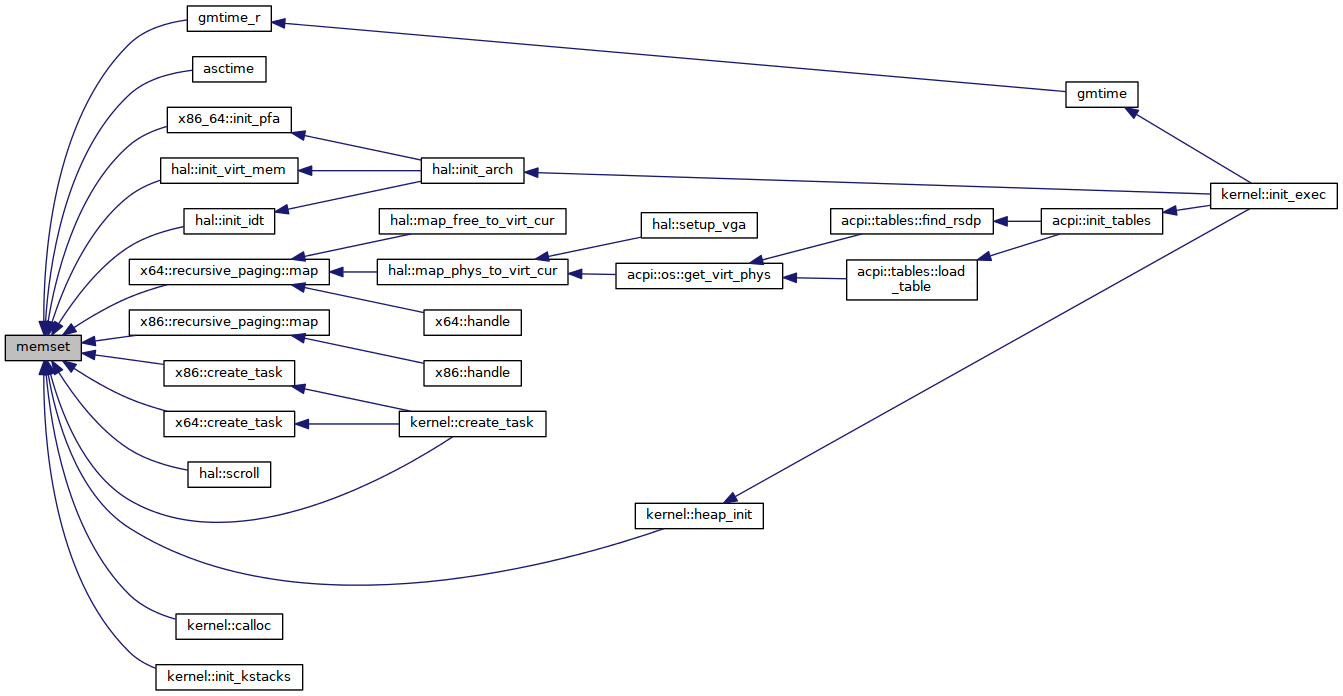 gmtime_r
asctime
gmtime
x86_64::init_pfa
hal::init_virt_mem
hal::init_arch
kernel::init_exec
hal::init_idt
hal::map_free_to_virt_cur
hal::setup_vga
acpi::tables::find_rsdp
acpi::init_tables
x64::recursive_paging::map
hal::map_phys_to_virt_cur
acpi::os::get_virt_phys
acpi::tables::load
_table
x86::recursive_paging::map
x64::handle
memset
x86::create_task
x86::handle
x64::create_task
kernel::create_task
hal::scroll
kernel::heap_init
kernel::calloc
kernel::init_kstacks